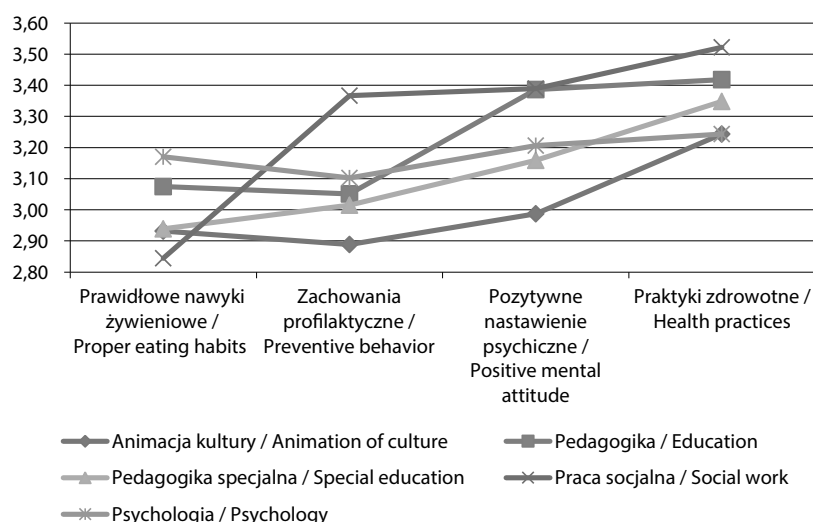 3,60
3,50
3,40
3,30
3,20
3,10
3,00
2,90
2,80
Prawidłowe nawyki
żywieniowe /
Proper eating habits
Zachowania
profilaktyczne /
Preventive behavior
Pozytywne
nastawienie
psychiczne /
Positive mental
attitude
Praktyki zdrowotne /
Health practices
Animacja kultury / Animation of culture
Pedagogika / Education
Pedagogika specjalna / Special education
Praca socjalna / Social work
Psychologia / Psychology